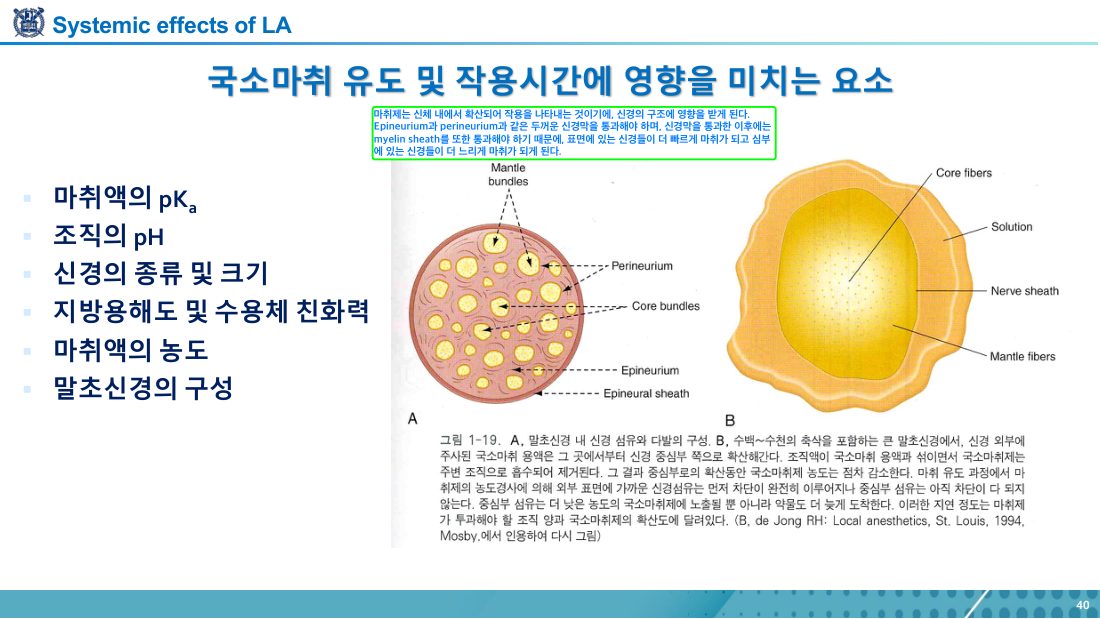 Systemic effects of LA
국소마취 유도 및 작용시간에 영향을 미치는 요소
마취제는 신체 내에서 확산되어 작용을 나타내는 것이기에, 신경의 구조에 영향을 받게 된다.
Epineurium과 perineurium과 같은 두꺼운 신경막을 통과해야 하며, 신경막을 통과한 이후에는
myelin sheath를 또한 통과해야 하기 때문에, 표면에 있는 신경들이 더 빠르게 마취가 되고 심부
에 있는 신경들이 더 느리게 마취가 되게 된다.
마취액의 pKa
조직의 pH
신경의 종류 및 크기
지방용해도 및 수용체 친화력
마취액의 농도
말초신경의 구성
Mantle
bundles
Perineurium
Core bundles
Epineurium
Epineural sheath
A
Core fibers
Solution
Nerve sheath
Mantle fibers
B
그림 1-19. A, 말초신경 내 신경 섬유와 다발의 구성. B, 수백~수천의 축삭을 포함하는 큰 말초신경에서, 신경 외부에
주사된 국소마취 용액은 그 곳에서부터 신경 중심부 쪽으로 확산해간다. 조직액이 국소마취 용액과 섞이면서 국소마취제는
주변 조직으로 흡수되어 제거된다. 그 결과 중심부로의 확산동안 국소마취제 농도는 점차 감소한다. 마취 유도 과정에서 마
취제의 농도경사에 의해 외부 표면에 가까운 신경섬유는 먼저 차단이 완전히 이루어지나 중심부 섬유는 아직 차단이 다 되지
않는다. 중심부 섬유는 더 낮은 농도의 국소마취제에 노출될 뿐 아니라 약물도 더 늦게 도착한다. 이러한 지연 정도는 마취제
가 투과해야 할 조직 양과 국소마취제의 확산도에 달려있다. (B, de Jong RH: Local anesthetics, St. Louis, 1994,
Mosby.에서 인용하여 다시 그림)
40